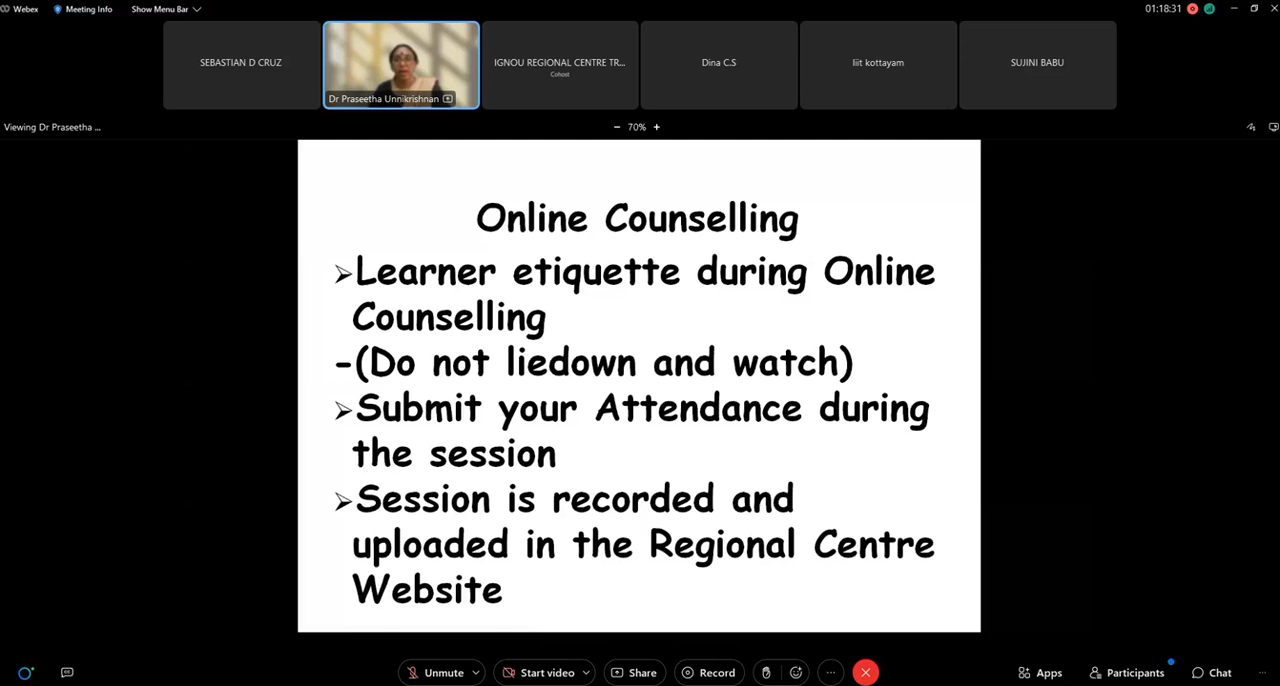 Webex
Meeting Info
Show Menu Bar
01:18:31
SEBASTIAN D CRUZ
Dr Praseetha Unnikrishnan
IGNOU REGIONAL CENTRE TR...
Cohost
Dina C.S
liit kottayam
SUJINI BABU
Viewing Dr Praseetha ...
− 70% +
Online Counselling
➢Learner etiquette during Online
Counselling
-(Do not liedown and watch)
➢Submit your Attendance during
the session
➢Session is recorded and
uploaded in the Regional Centre
Website
Unmute
Start video
Share
Record
Apps
Participants
Chat